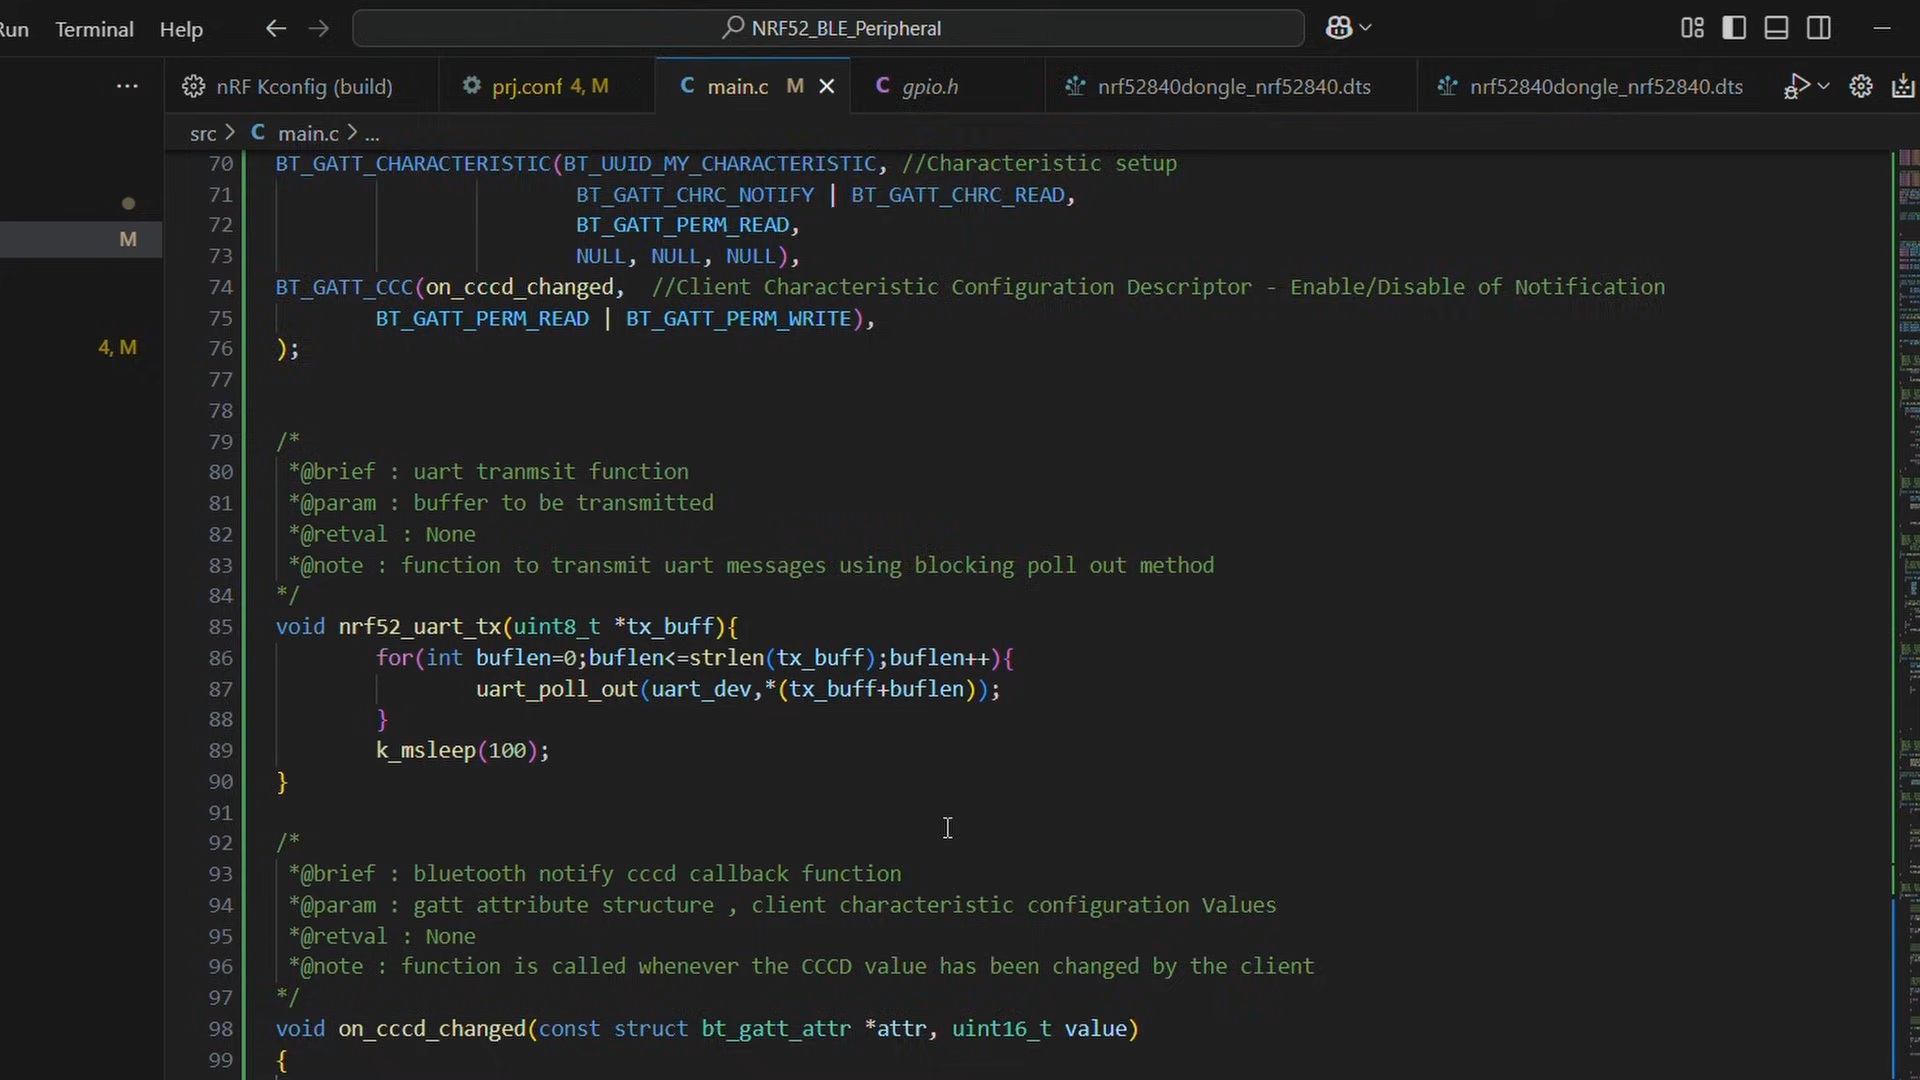 Run Terminal Help NRF52_BLE_Peripheral
nRF Kconfig (build) prj.conf 4, M main.c M gpio.h nrf52840dongle_nrf52840.dts nrf52840dongle_nrf52840.dts
src > C main.c > ...
M
4, M
70 BT_GATT_CHARACTERISTIC(BT_UUID_MY_CHARACTERISTIC, //Characteristic setup
71 BT_GATT_CHRC_NOTIFY | BT_GATT_CHRC_READ,
72 BT_GATT_PERM_READ,
73 NULL, NULL, NULL),
74 BT_GATT_CCC(on_cccd_changed, //Client Characteristic Configuration Descriptor - Enable/Disable of Notification
75 BT_GATT_PERM_READ | BT_GATT_PERM_WRITE),
76 );
77
78
79 /*
80 *@brief : uart tranmsit function
81 *@param : buffer to be transmitted
82 *@retval : None
83 *@note : function to transmit uart messages using blocking poll out method
84 */
85 void nrf52_uart_tx(uint8_t *tx_buff){
86 for(int buflen=0;buflen<=strlen(tx_buff);buflen++){
87 uart_poll_out(uart_dev,*(tx_buff+buflen));
88 }
89 k_msleep(100);
90 }
91
92 /*
93 *@brief : bluetooth notify cccd callback function
94 *@param : gatt attribute structure , client characteristic configuration Values
95 *@retval : None
96 *@note : function is called whenever the CCCD value has been changed by the client
97 */
98 void on_cccd_changed(const struct bt_gatt_attr *attr, uint16_t value)
99 {